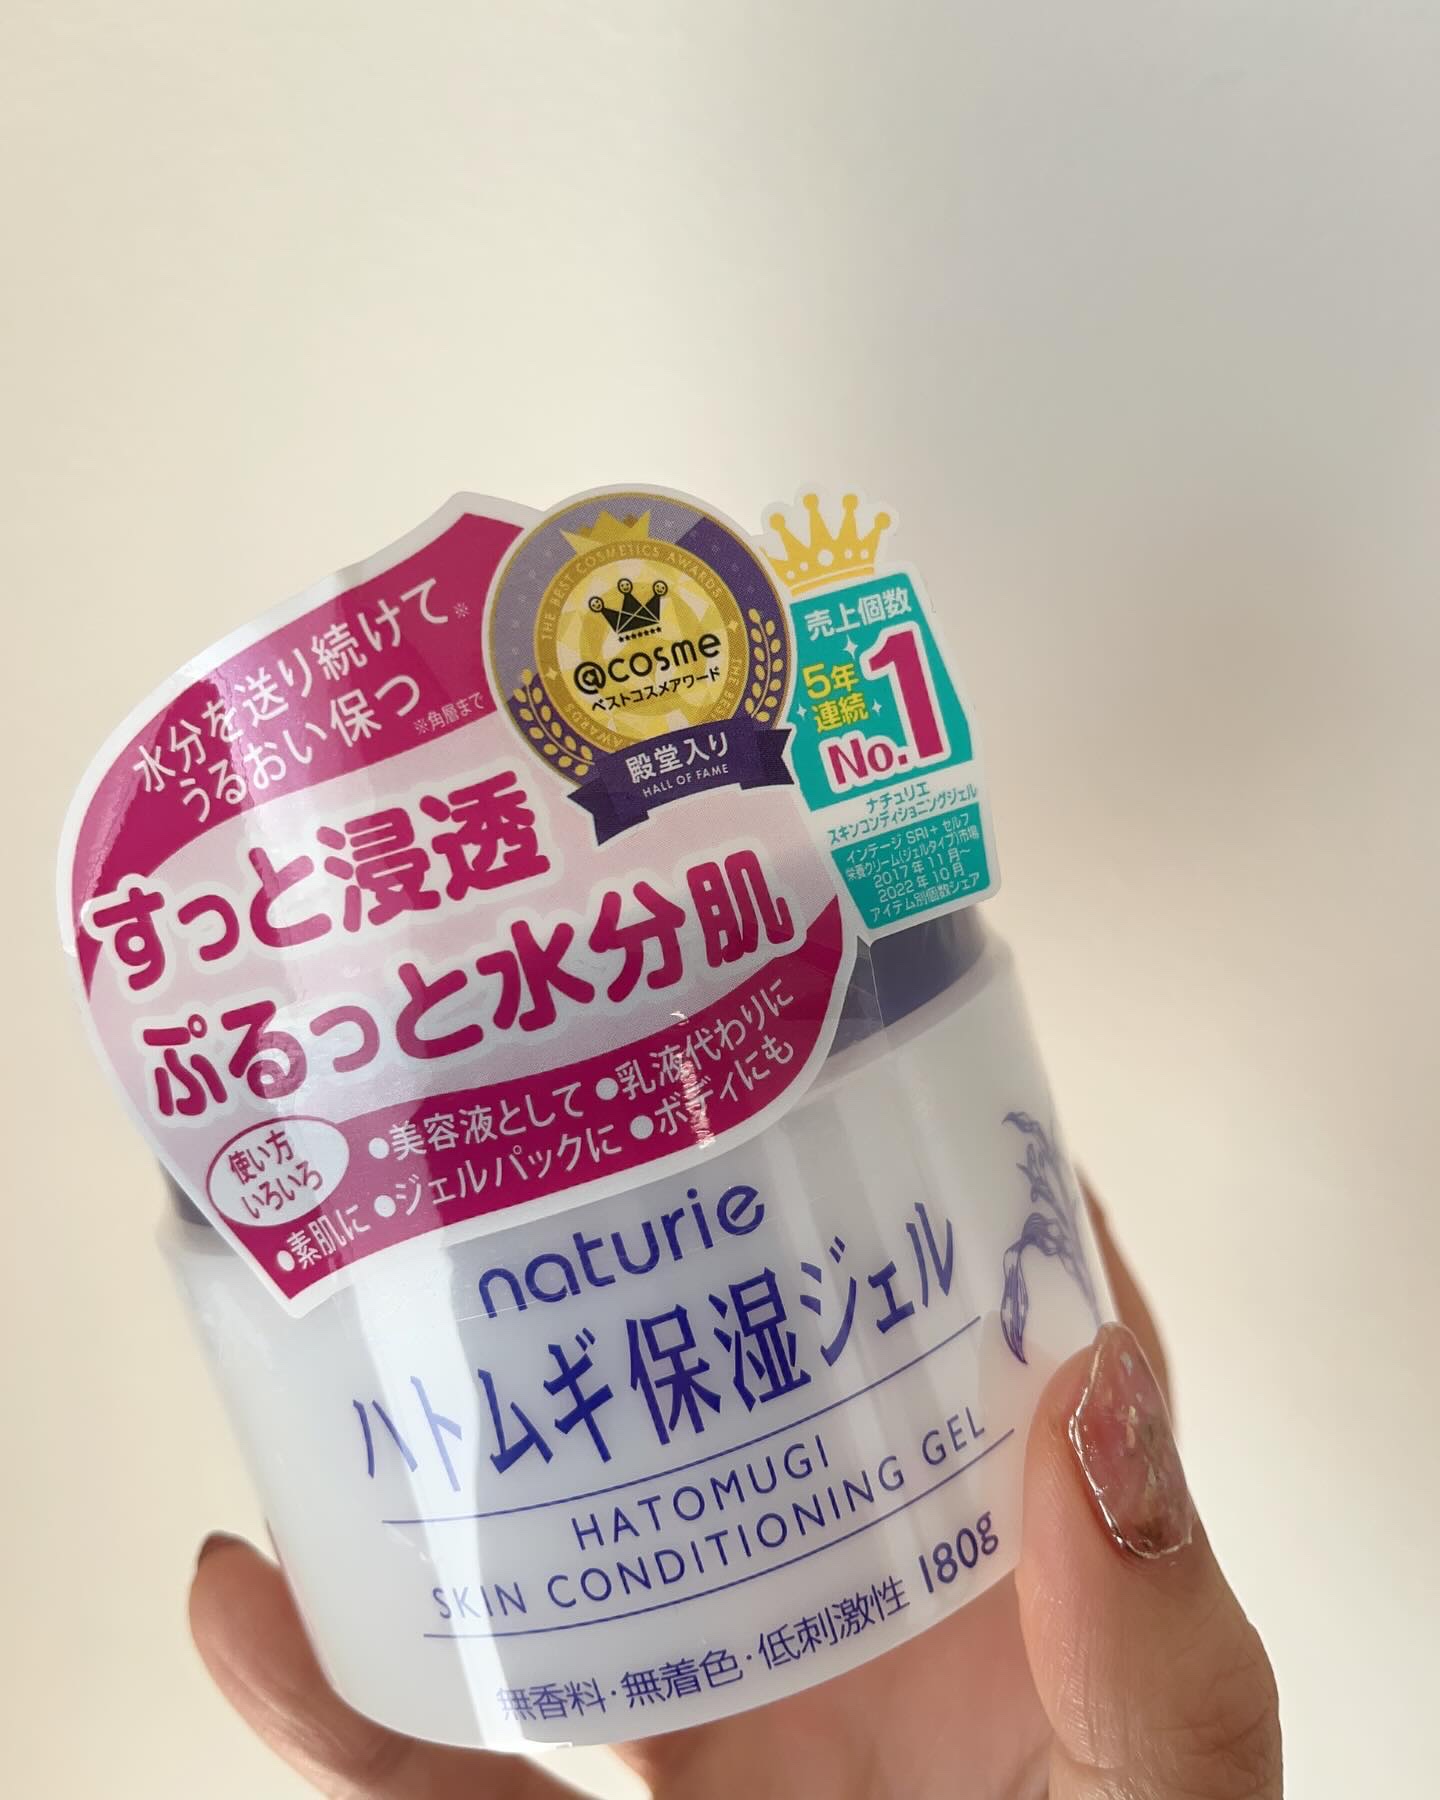 水分を送り続けて※
うるおい保つ ※角層まで
すっと浸透
ぷるっと水分肌
使い方
いろいろ
●美容液として ●乳液代わりに
●素肌に ●ジェルパックに ●ボディにも
THE BEST COSMETICS AWARDS
@cosme
ベストコスメアワード
殿堂入り
HALL OF FAME
売上個数
5年
連続
No.1
ナチュリエ
スキンコンディショニングジェル
インテージ SRI+ セルフ
栄養クリーム(ジェルタイプ)市場
2017年11月~
2022年10月
アイテム別個数シェア
naturie
ハトムギ保湿ジェル
HATOMUGI
SKIN CONDITIONING GEL
180g
無香料・無着色・低刺激性